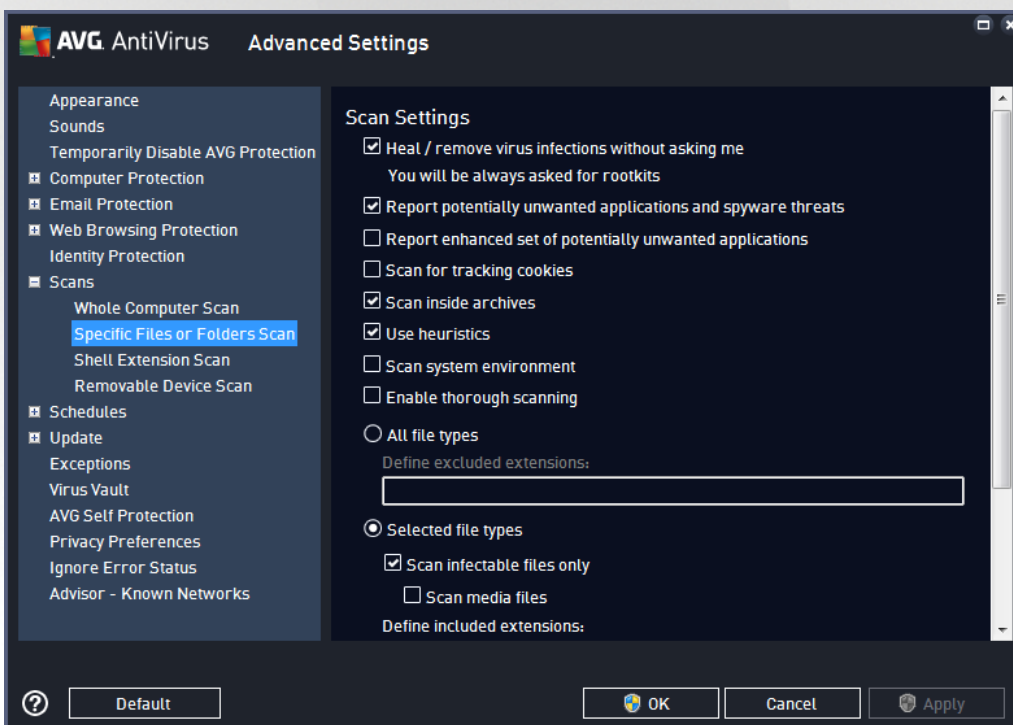 AVG. AntiVirus Advanced Settings
Appearance
Sounds
Temporarily Disable AVG Protection
Computer Protection
Email Protection
Web Browsing Protection
Identity Protection
Scans
Whole Computer Scan
Specific Files or Folders Scan
Shell Extension Scan
Removable Device Scan
Schedules
Update
Exceptions
Virus Vault
AVG Self Protection
Privacy Preferences
Ignore Error Status
Advisor - Known Networks
Scan Settings
Heal / remove virus infections without asking me
You will be always asked for rootkits
Report potentially unwanted applications and spyware threats
Report enhanced set of potentially unwanted applications
Scan for tracking cookies
Scan inside archives
Use heuristics
Scan system environment
Enable thorough scanning
All file types
Define excluded extensions:
Selected file types
Scan infectable files only
Scan media files
Define included extensions:
? Default OK Cancel Apply